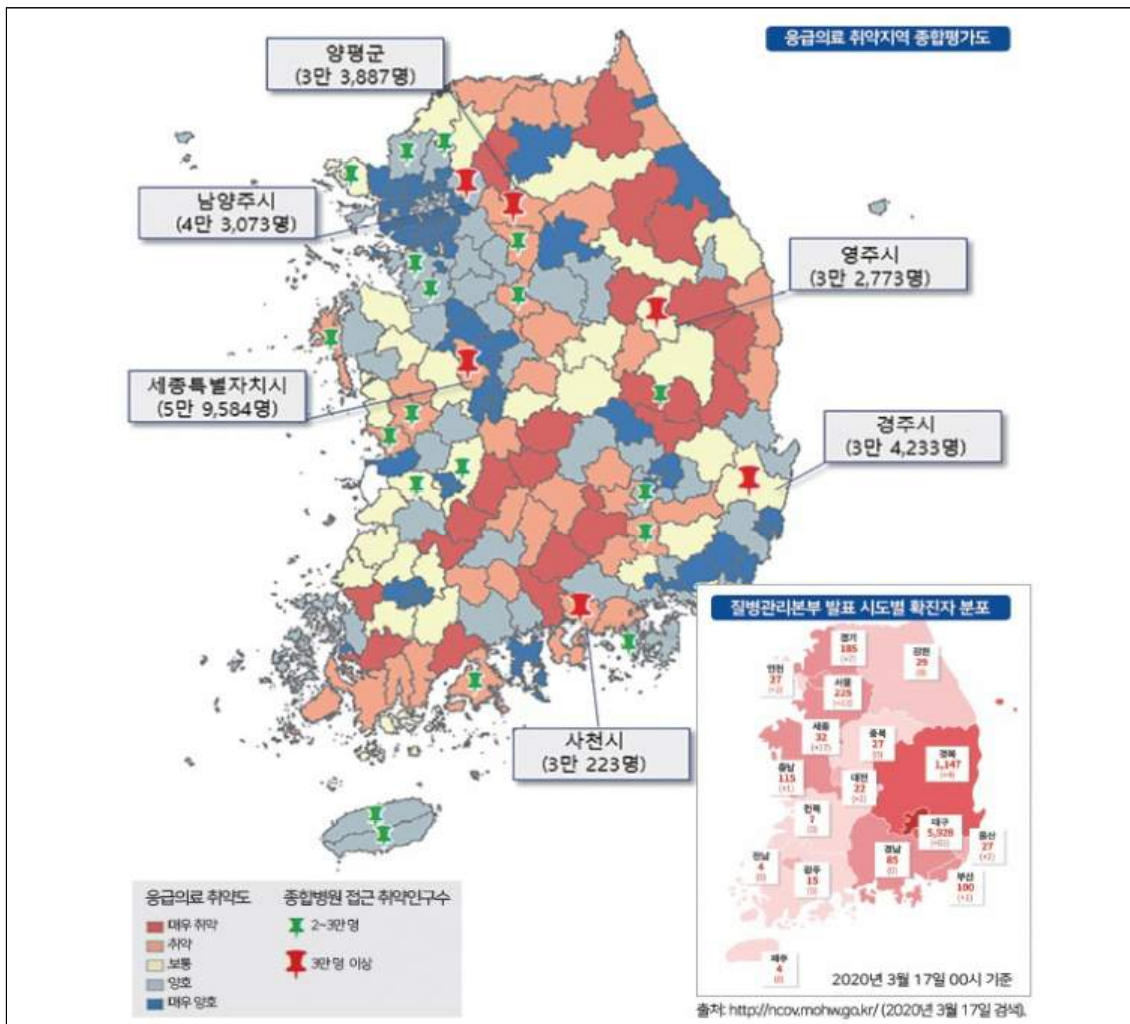 응급의료 취약지역 종합평가도
양평군
(3만 3,887명)
남양주시
(4만 3,073명)
영주시
(3만 2,773명)
세종특별자치시
(5만 9,584명)
경주시
(3만 4,233명)
사천시
(3만 223명)
응급의료 취약도
매우 취약
취약
보통
양호
매우 양호
종합병원 접근 취약인구수
2~3만 명
3만 명 이상
질병관리본부 발표 시도별 확진자 분포
경기
185
강원
29
인천
서울
세종
32
충북
27
(0)
경북
1,147
충남
115
(+1)
대전
22
전북
7
(0)
대구
울산
27
(+2)
전남
4
(0)
광주
15
(0)
경남
85
(0)
부산
100
(+1)
제주
4
2020년 3월 17일 00시 기준
출처: http://ncov.mohw.go.kr/ (2020년 3월 17일 검색).